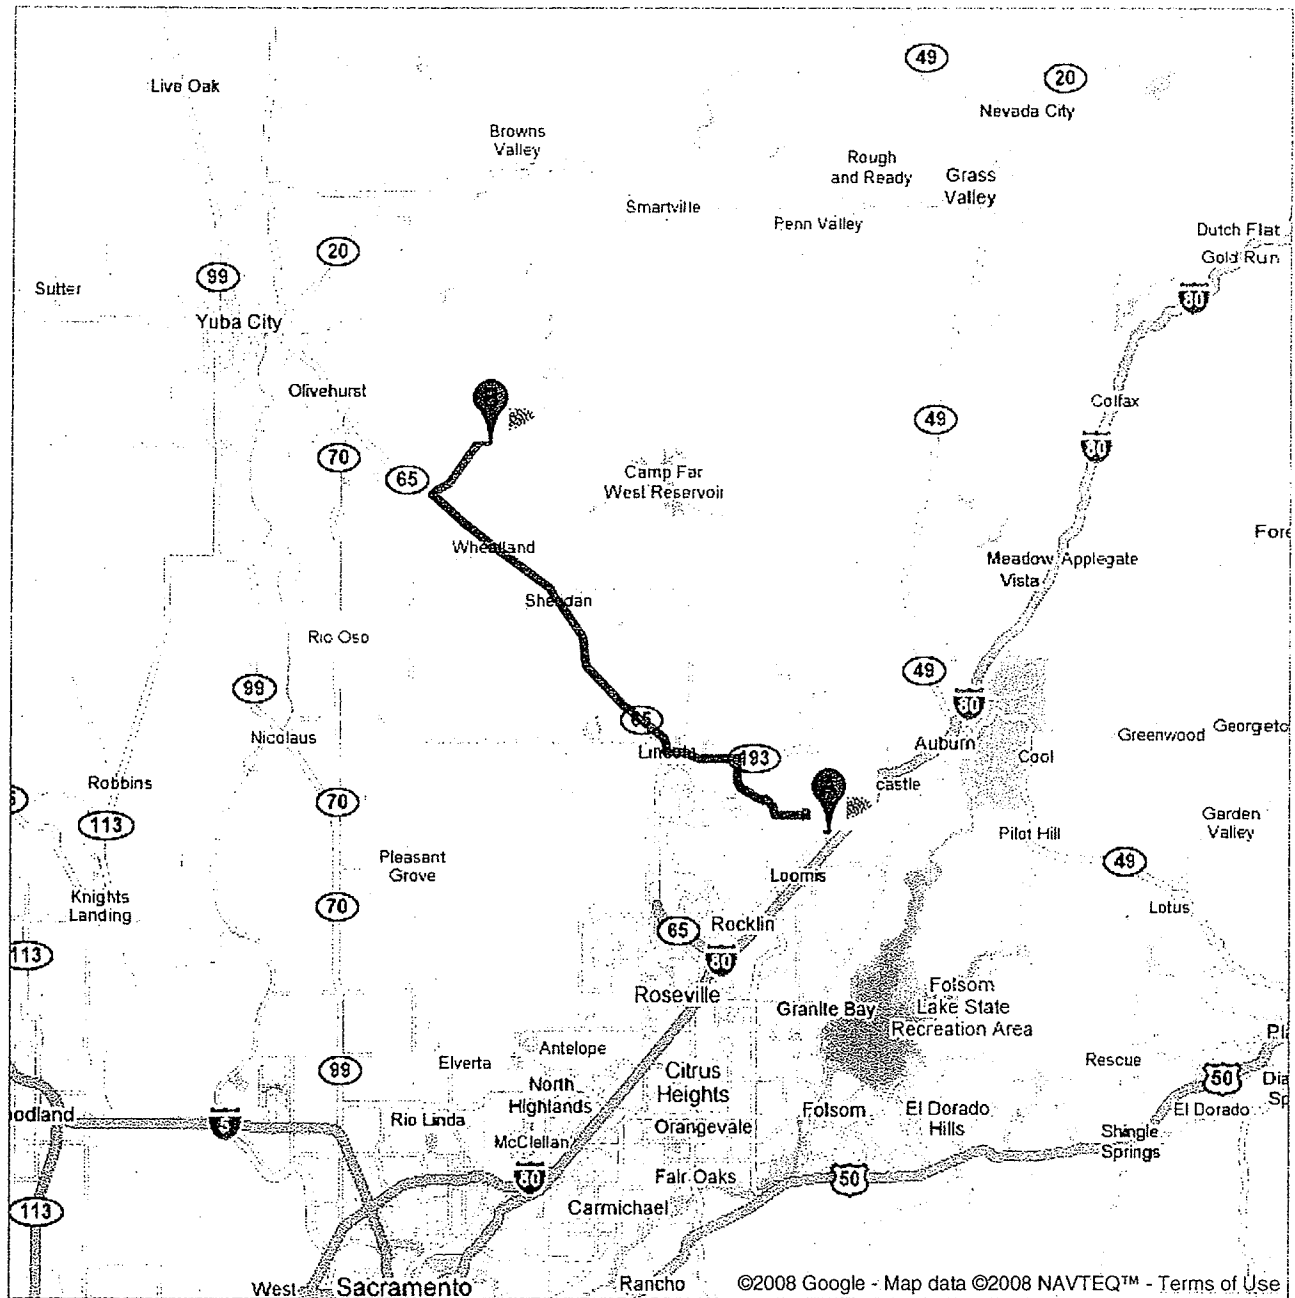 49
20
Live Oak
Nevada City
Browns
Valley
Rough
and Ready
Grass
Valley
Smartville
Penn Valley
Dutch Flat
Gold Run
20
99
80
Sutter
Yuba City
Olivehurst
Colfax
49
80
70
65
Camp Far
West Reservoir
Wheatland
Meadow
Vista
Applegate
Sheridan
Rio Oso
49
99
80
65
Nicolaus
Lincoln
193
Auburn
Greenwood
Georgeto
Cool
Robbins
castle
70
113
Garden
Valley
Pilot Hill
49
Pleasant
Grove
Loomis
Knights
Landing
70
Lotus
65
Rocklin
113
80
Roseville
Granite Bay
Folsom
Lake State
Recreation Area
Antelope
Elverta
99
Citrus
Heights
Rescue
50
North
Highlands
oodland
5
Rio Linda
Folsom
El Dorado
Hills
El Dorado
McClellan
Orangevale
Shingle
Springs
80
Fair Oaks
50
113
Carmichael
West
Sacramento
Rancho
©2008 Google - Map data ©2008 NAVTEQ™ - Terms of Use